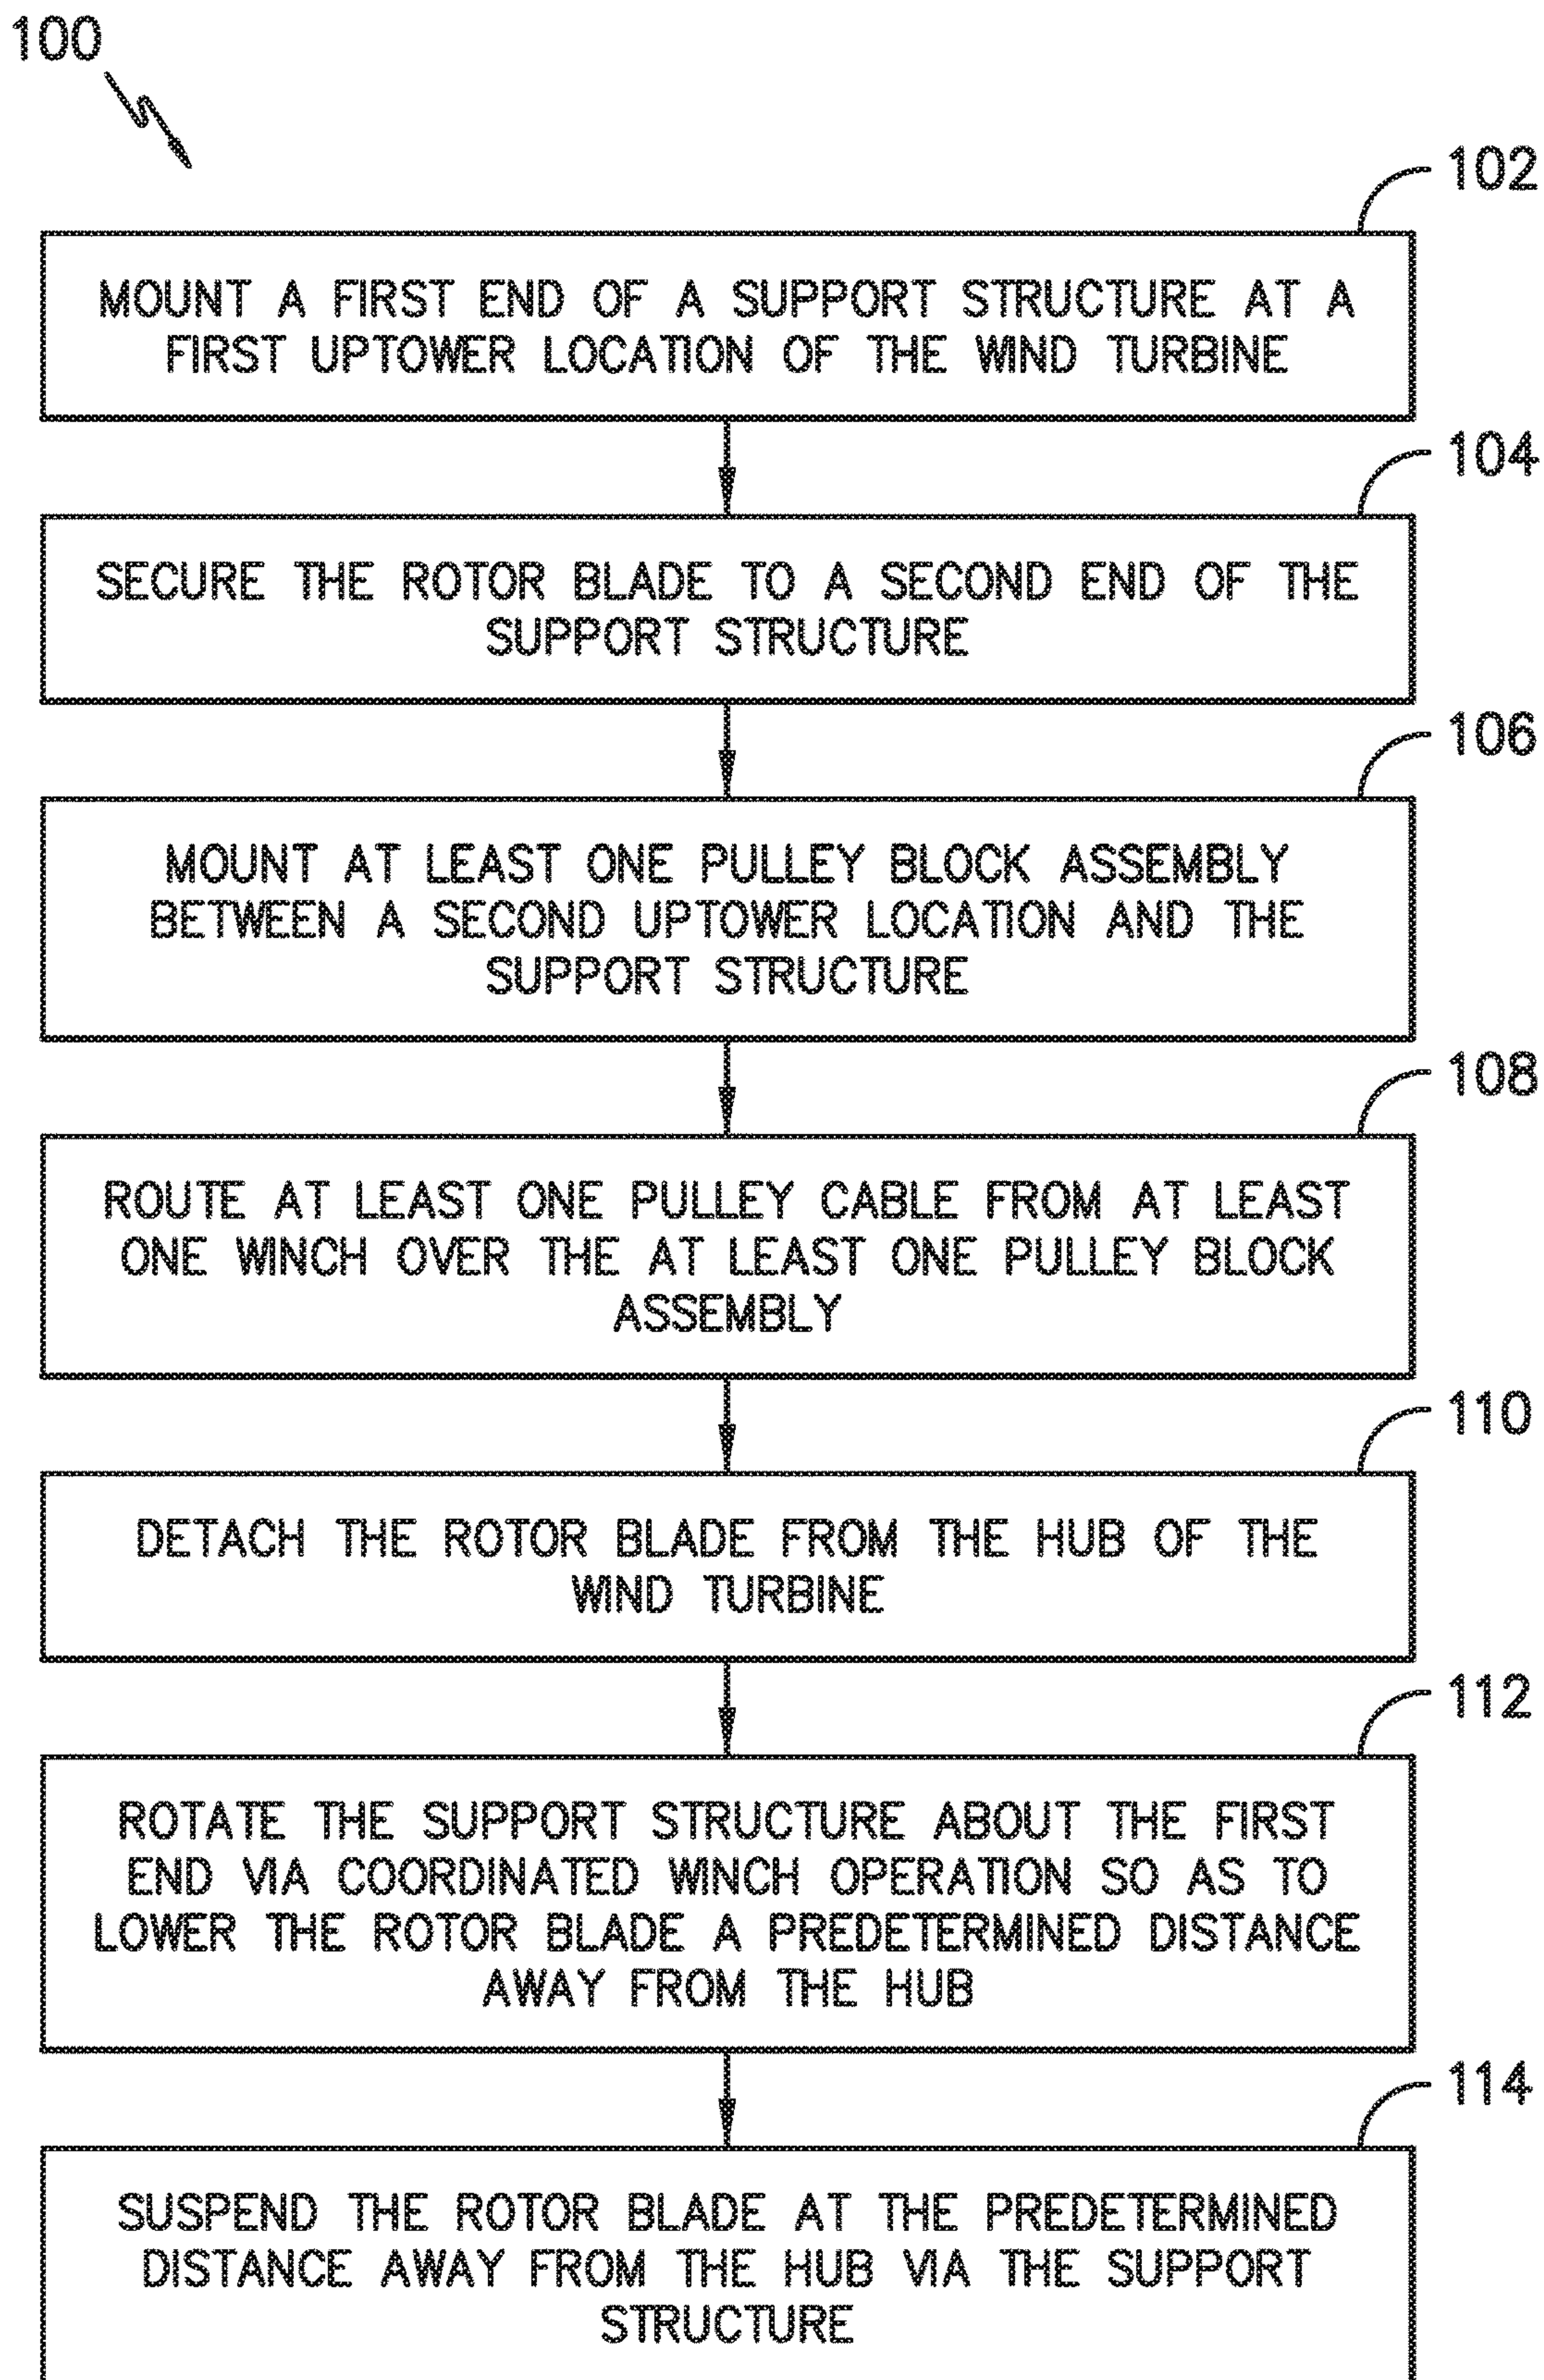 100
102
MOUNT A FIRST END OF A SUPPORT STRUCTURE AT A
FIRST UPTOWER LOCATION OF THE WIND TURBINE
104
SECURE THE ROTOR BLADE TO A SECOND END OF THE
SUPPORT STRUCTURE
106
MOUNT AT LEAST ONE PULLEY BLOCK ASSEMBLY
BETWEEN A SECOND UPTOWER LOCATION AND THE
SUPPORT STRUCTURE
108
ROUTE AT LEAST ONE PULLEY CABLE FROM AT LEAST
ONE WINCH OVER THE AT LEAST ONE PULLEY BLOCK
ASSEMBLY
110
DETACH THE ROTOR BLADE FROM THE HUB OF THE
WIND TURBINE
112
ROTATE THE SUPPORT STRUCTURE ABOUT THE FIRST
END VIA COORDINATED WINCH OPERATION SO AS TO
LOWER THE ROTOR BLADE A PREDETERMINED DISTANCE
AWAY FROM THE HUB
114
SUSPEND THE ROTOR BLADE AT THE PREDETERMINED
DISTANCE AWAY FROM THE HUB VIA THE SUPPORT
STRUCTURE